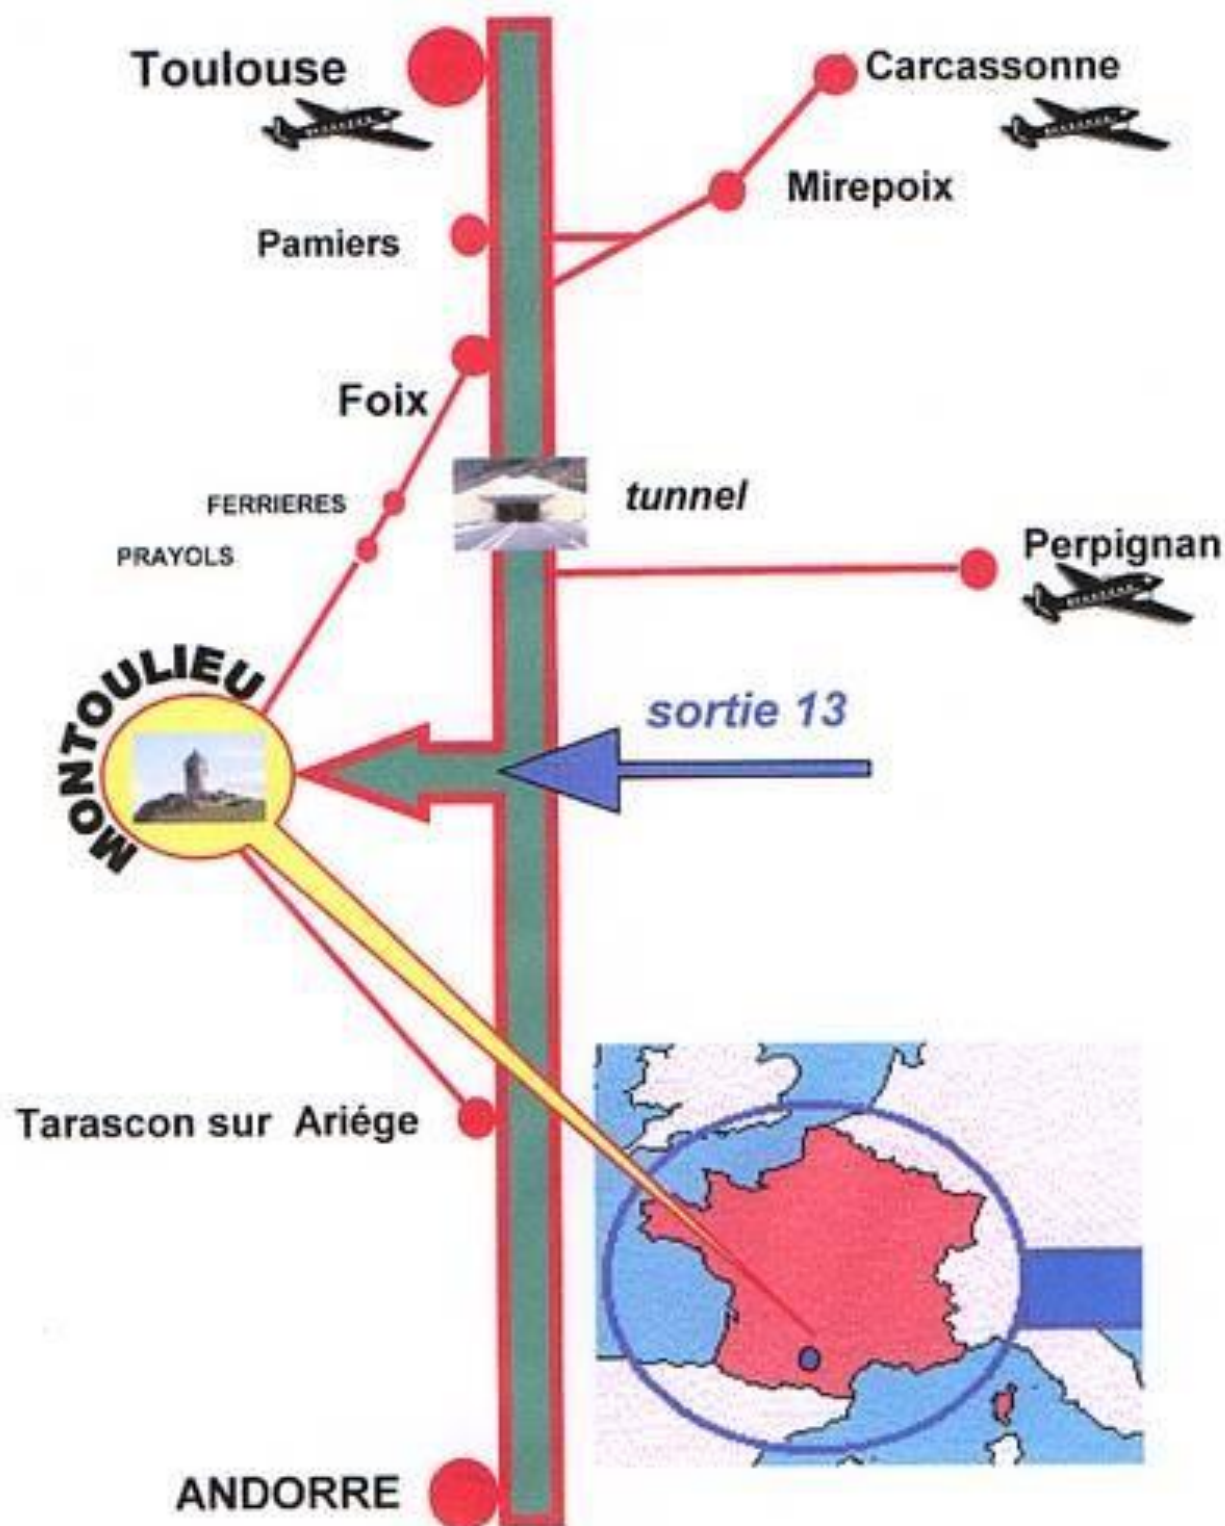 Toulouse
Carcassonne
Mirepoix
Pamiers
Foix
FERRIERES
tunnel
PRAYOLS
Perpignan
MONTOULIEU
sortie 13
Tarascon sur Ariége
ANDORRE